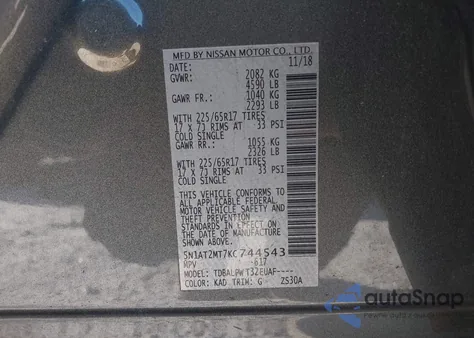 MFD BY NISSAN MOTOR CO., LTD.
DATE: 11/18
GVWR: 2082 KG
4590 LB
GAWR FR.: 1040 KG
2293 LB
WITH 225/65R17 TIRES
17 X 7J RIMS AT 33 PSI
COLD SINGLE
GAWR RR.: 1055 KG
2326 LB
WITH 225/65R17 TIRES
17 X 7J RIMS AT 33 PSI
COLD SINGLE
THIS VEHICLE CONFORMS TO
ALL APPLICABLE FEDERAL
MOTOR VEHICLE SAFETY AND
THEFT PREVENTION
STANDARDS IN EFFECT ON THE
DATE OF MANUFACTURE SHOWN ABOVE.
5N1AT2MT7KC744543
MPV 617
MODEL:
COLOR: KAD TRIM: G ZS30A
autoSnap